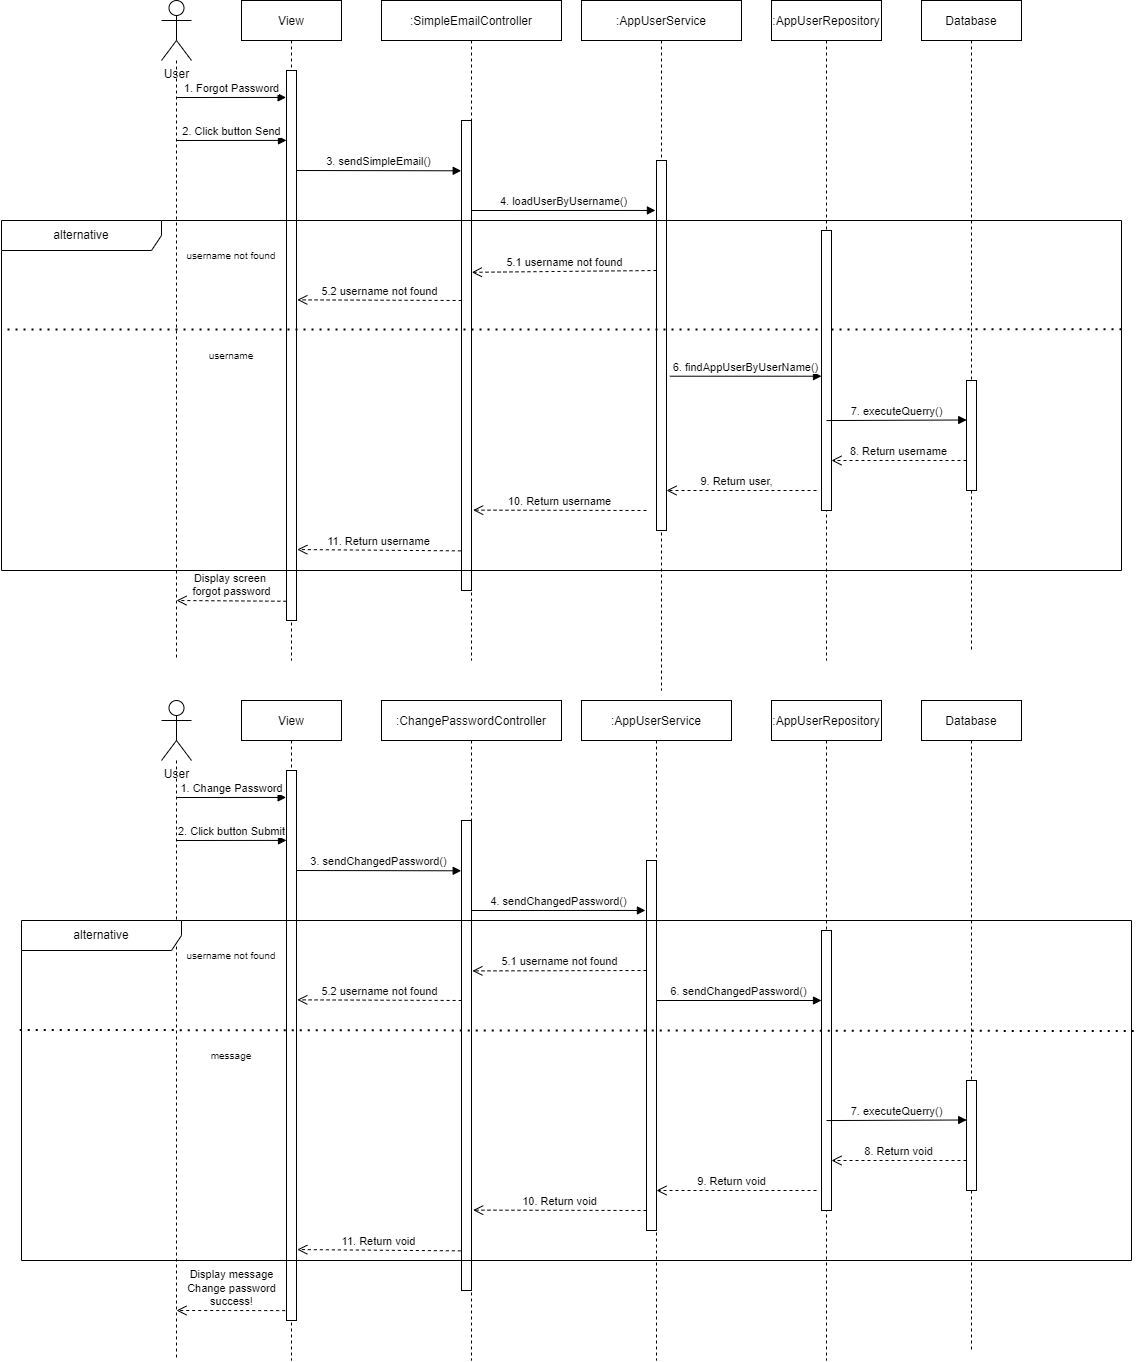 View
:SimpleEmailController
:AppUserService
:AppUserRepository
Database
User
1. Forgot Password
2. Click button Send
3. sendSimpleEmail()
4. loadUserByUsername()
alternative
username not found
5.1 username not found
5.2 username not found
username
6. findAppUserByUserName()
7. executeQuerry()
8. Return username
9. Return user,
10. Return username
11. Return username
Display screen
forgot password
View
:ChangePasswordController
:AppUserService
:AppUserRepository
Database
User
1. Change Password
2. Click button Submit
3. sendChangedPassword()
4. sendChangedPassword()
alternative
username not found
5.1 username not found
5.2 username not found
6. sendChangedPassword()
message
7. executeQuerry()
8. Return void
9. Return void
10. Return void
11. Return void
Display message
Change password
success!